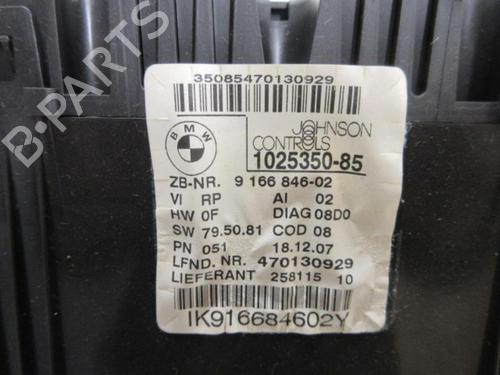 35085470130929
BMW
JOHNSON
CONTROLS
1025350-85
ZB-NR. 9 166 846-02
VI RP AI 02
HW 0F DIAG 08D0
SW 79.50.81 COD 08
PN 051 18.12.07
LFND. NR. 470130929
LIEFERANT 258115 10
IK916684602Y
B-PARTS